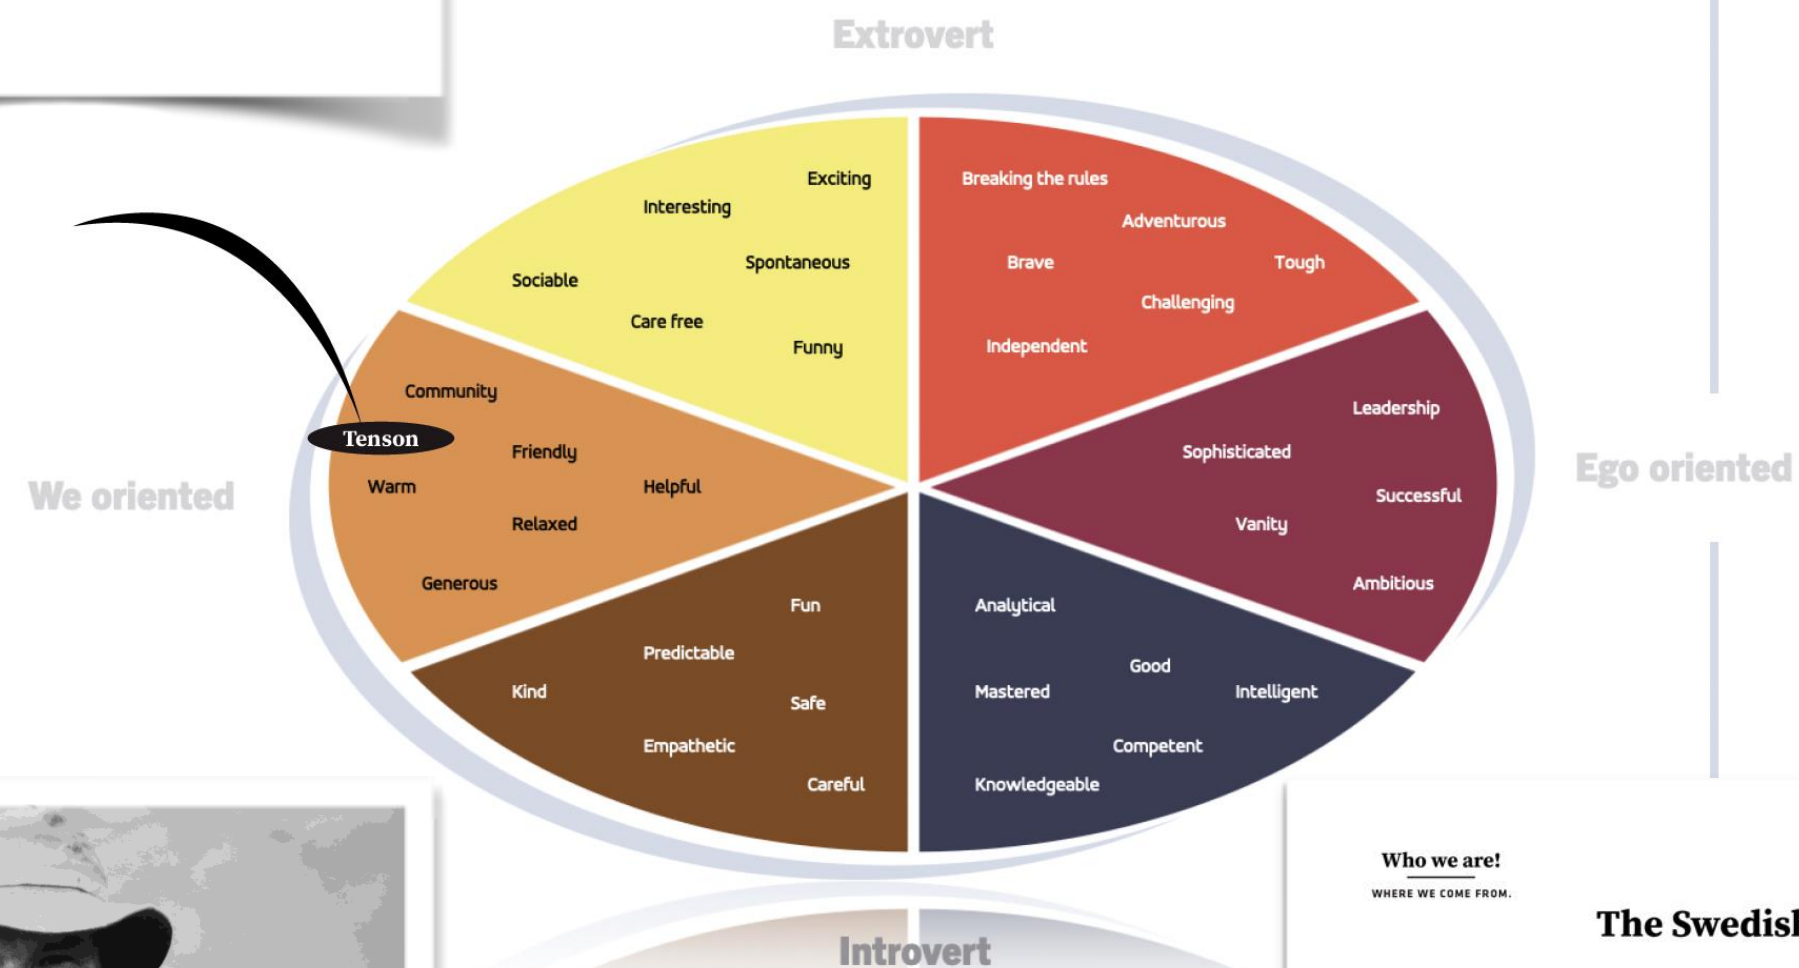 Extrovert
Exciting
Interesting
Spontaneous
Sociable
Care free
Funny
Breaking the rules
Adventurous
Brave
Tough
Challenging
Independent
We oriented
Community
Tenson
Friendly
Warm
Helpful
Relaxed
Generous
Leadership
Sophisticated
Successful
Vanity
Ambitious
Ego oriented
Fun
Predictable
Kind
Safe
Empathetic
Careful
Analytical
Good
Mastered
Intelligent
Competent
Knowledgeable
Introvert
Who we are!
WHERE WE COME FROM.
The Swedish